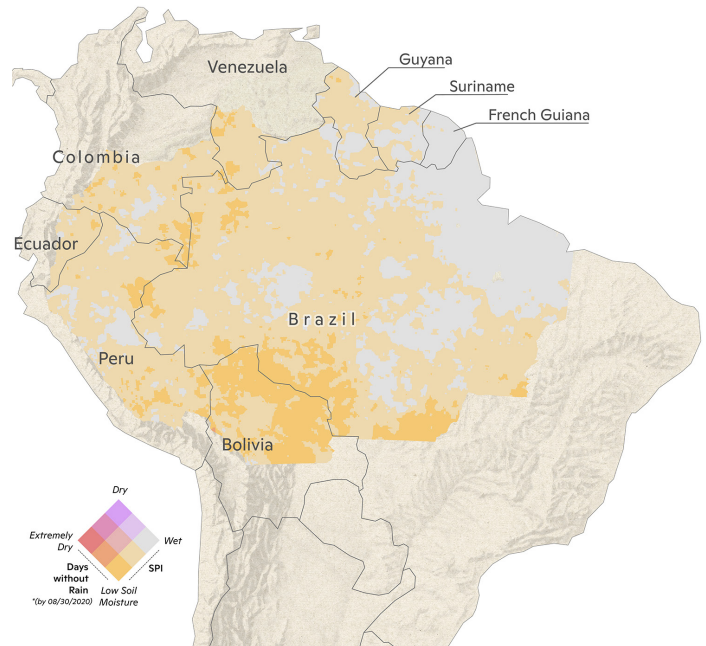 Guyana
Venezuela
Suriname
French Guiana
Colombia
Ecuador
Brazil
Peru
Bolivia
Dry
Extremely
Dry
Wet
Days
without
Rain
*(by 08/30/2020)
SPI
Low Soil
Moisture